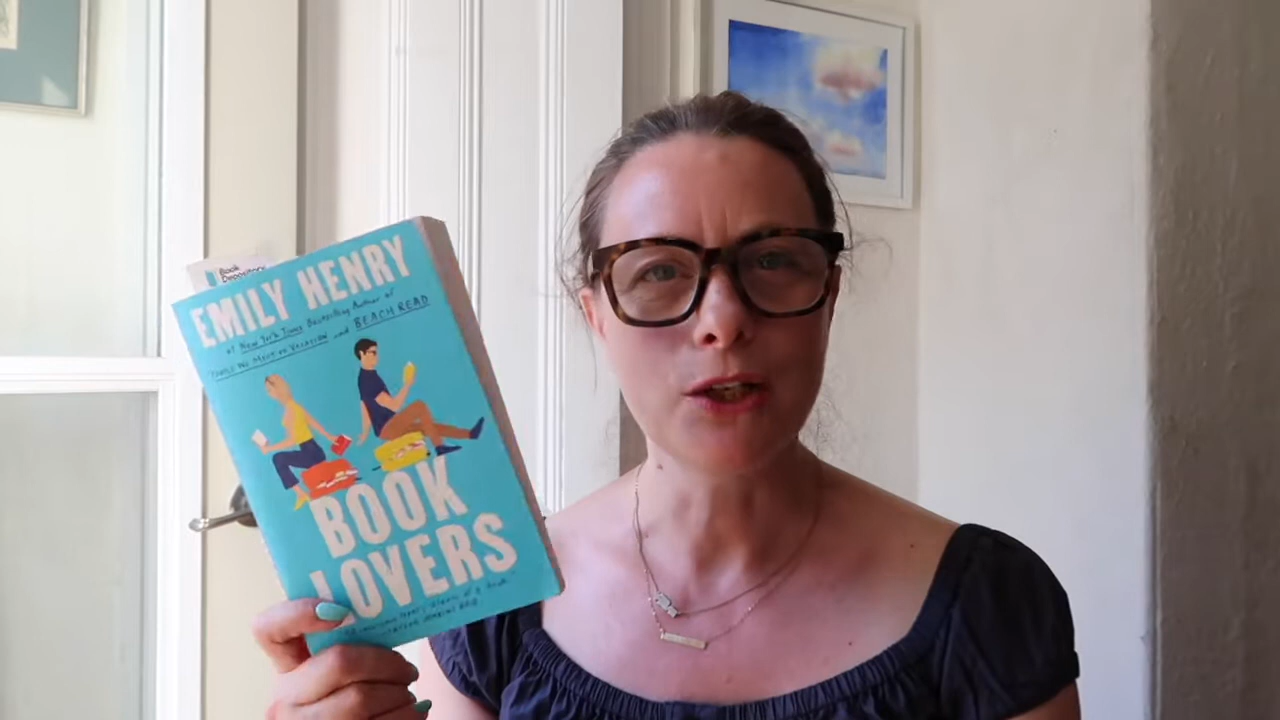 Book
Depository
EMILY HENRY
#1 New York Times Bestselling Author of
PEOPLE WE MEET ON VACATION and BEACH READ
BOOK
LOVERS